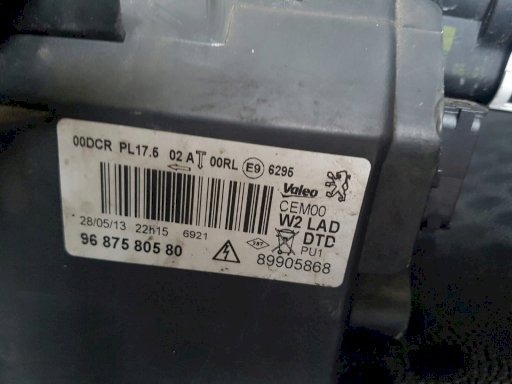 00DCR PL17.5 02 A 00RL E9 6295
Valeo
CEM00
W2 LAD
28/05/13 22h15 6921
DTD
PU1
96 875 805 80
89905868